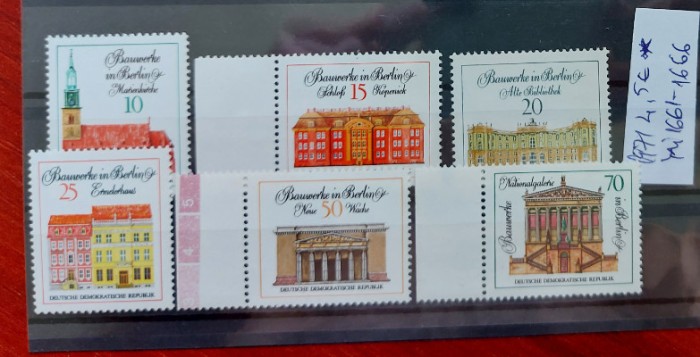 Bauwerke in Berlin
Marienkirche
10
Bauwerke in Berlin
15
Schloß Köpenick
Bauwerke in Berlin
Alte Bibliothek
20
Bauwerke in Berlin
25
Ermelerhaus
DEUTSCHE DEMOKRATISCHE REPUBLIK
4 5
Bauwerke in Berlin
Neue 50 Wache
DEUTSCHE DEMOKRATISCHE REPUBLIK
Nationalgalerie 70
Bauwerke
in Berlin
DEUTSCHE DEMOKRATISCHE REPUBLIK
1971 4,5€ **
Mi 1661-1666